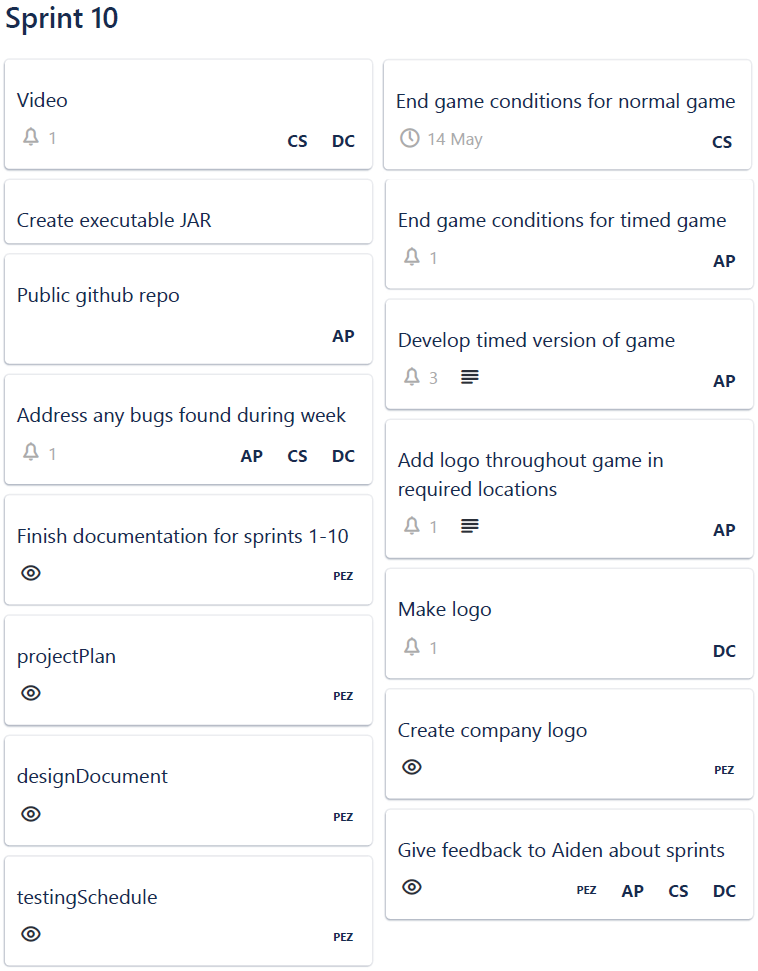 Sprint 10
Video
1
CS DC
Create executable JAR
Public github repo
AP
Address any bugs found during week
1
AP CS DC
Finish documentation for sprints 1-10
PEZ
projectPlan
PEZ
designDocument
PEZ
testingSchedule
PEZ
End game conditions for normal game
14 May
CS
End game conditions for timed game
1
AP
Develop timed version of game
3
AP
Add logo throughout game in
required locations
1
AP
Make logo
1
DC
Create company logo
PEZ
Give feedback to Aiden about sprints
PEZ AP CS DC